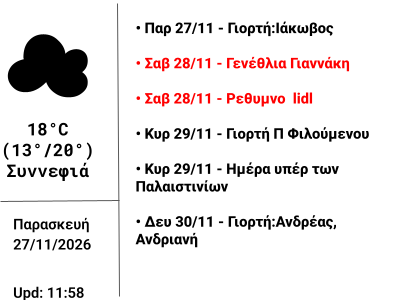 18°C
(13°/20°)
Συννεφιά
Παρασκευή
27/11/2026
Upd: 11:58
• Παρ 27/11 - Γιορτή:Ιάκωβος
• Σαβ 28/11 - Γενέθλια Γιαννάκη
• Σαβ 28/11 - Ρεθυμνο  lidl
• Κυρ 29/11 - Γιορτή Π Φιλούμενου
• Κυρ 29/11 - Ημέρα υπέρ των
Παλαιστινίων
• Δευ 30/11 - Γιορτή:Ανδρέας,
Ανδριανή